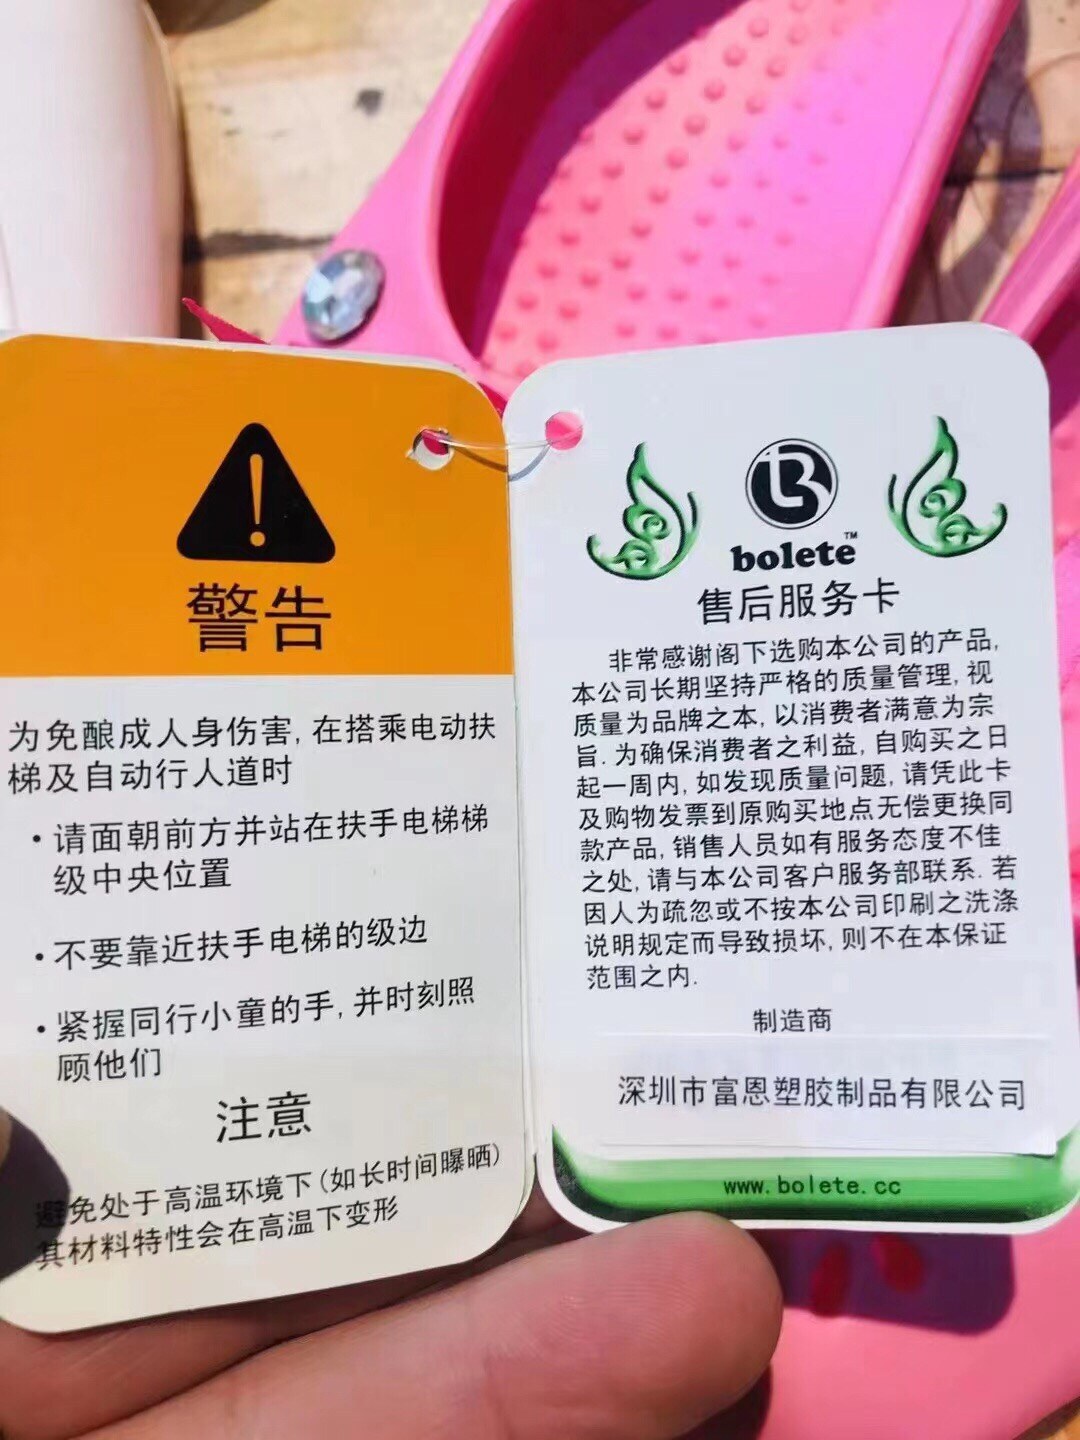 警告
为免酿成人身伤害, 在搭乘电动扶
梯及自动行人道时
• 请面朝前方并站在扶手电梯梯
级中央位置
• 不要靠近扶手电梯的级边
• 紧握同行小童的手, 并时刻照
顾他们
注意
避免处于高温环境下(如长时间曝晒)
其材料特性会在高温下变形
B
bolete™
售后服务卡
非常感谢阁下选购本公司的产品,
本公司长期坚持严格的质量管理, 视
质量为品牌之本, 以消费者满意为宗
旨. 为确保消费者之利益, 自购买之日
起一周内, 如发现质量问题, 请凭此卡
及购物发票到原购买地点无偿更换同
款产品, 销售人员如有服务态度不佳
之处, 请与本公司客户服务部联系. 若
因人为疏忽或不按本公司印刷之洗涤
说明规定而导致损坏, 则不在本保证
范围之内.
制造商
深圳市富恩塑胶制品有限公司
www.bolete.cc